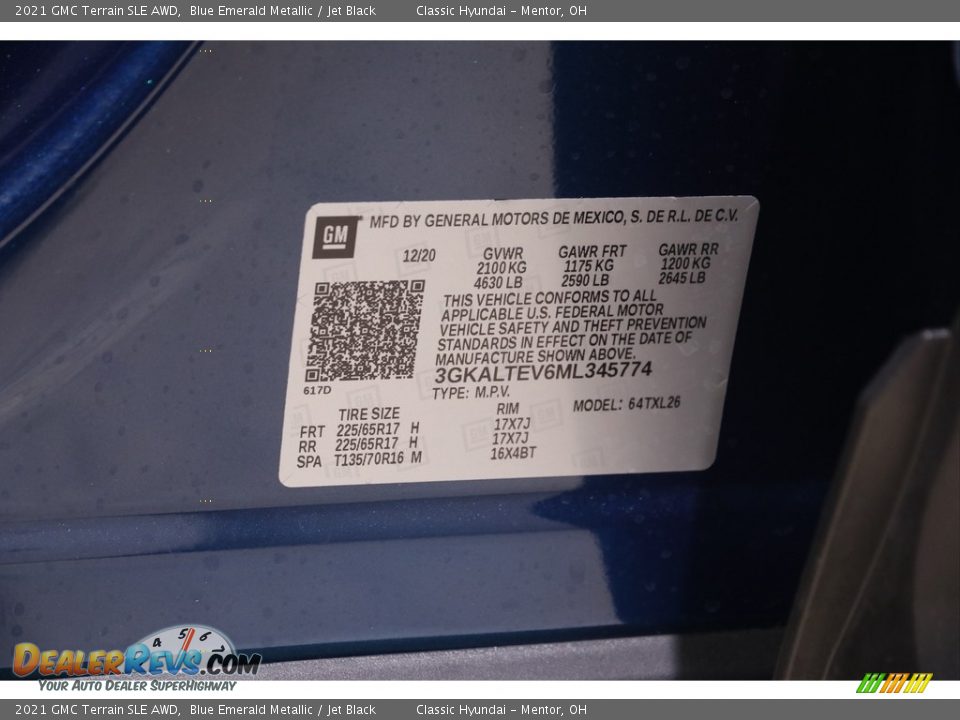 2021 GMC Terrain SLE AWD, Blue Emerald Metallic / Jet Black Classic Hyundai – Mentor, OH
GM MFD BY GENERAL MOTORS DE MEXICO, S. DE R.L. DE C.V.
12/20 GVWR GAWR FRT GAWR RR
2100 KG 1175 KG 1200 KG
4630 LB 2590 LB 2645 LB
THIS VEHICLE CONFORMS TO ALL
APPLICABLE U.S. FEDERAL MOTOR
VEHICLE SAFETY AND THEFT PREVENTION
STANDARDS IN EFFECT ON THE DATE OF
MANUFACTURE SHOWN ABOVE.
3GKALTEV6ML345774
617D
TYPE: M.P.V. MODEL: 64TXL26
TIRE SIZE RIM
FRT 225/65R17 H 17X7J
RR 225/65R17 H 17X7J
SPA T135/70R16 M 16X4BT
4 5 6
DEALERREVS.COM
YOUR AUTO DEALER SUPERHIGHWAY
2021 GMC Terrain SLE AWD, Blue Emerald Metallic / Jet Black Classic Hyundai – Mentor, OH